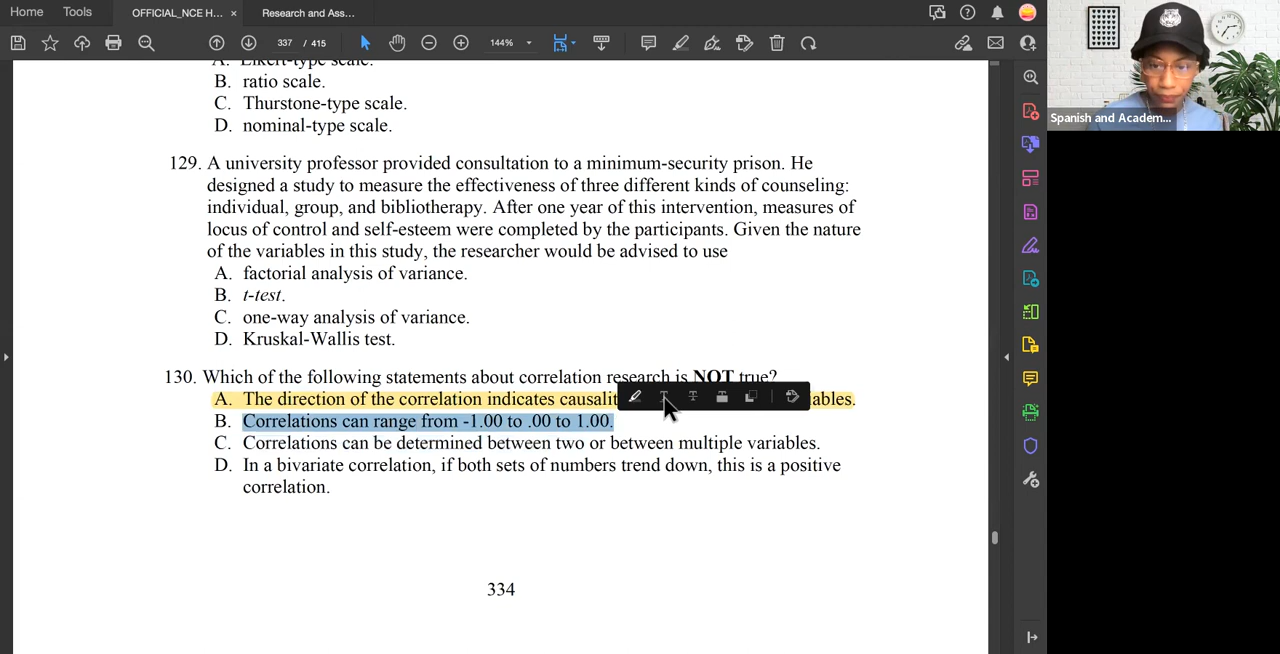 Home Tools OFFICIAL_NCE H... × Research and Ass...
337 / 415 144%
A. Likert-type scale.
B. ratio scale.
C. Thurstone-type scale.
D. nominal-type scale.
129. A university professor provided consultation to a minimum-security prison. He
designed a study to measure the effectiveness of three different kinds of counseling:
individual, group, and bibliotherapy. After one year of this intervention, measures of
locus of control and self-esteem were completed by the participants. Given the nature
of the variables in this study, the researcher would be advised to use
A. factorial analysis of variance.
B. t-test.
C. one-way analysis of variance.
D. Kruskal-Wallis test.
130. Which of the following statements about correlation research is NOT true?
A. The direction of the correlation indicates causalit ables.
B. Correlations can range from -1.00 to .00 to 1.00.
C. Correlations can be determined between two or between multiple variables.
D. In a bivariate correlation, if both sets of numbers trend down, this is a positive
correlation.
334
Spanish and Academ...